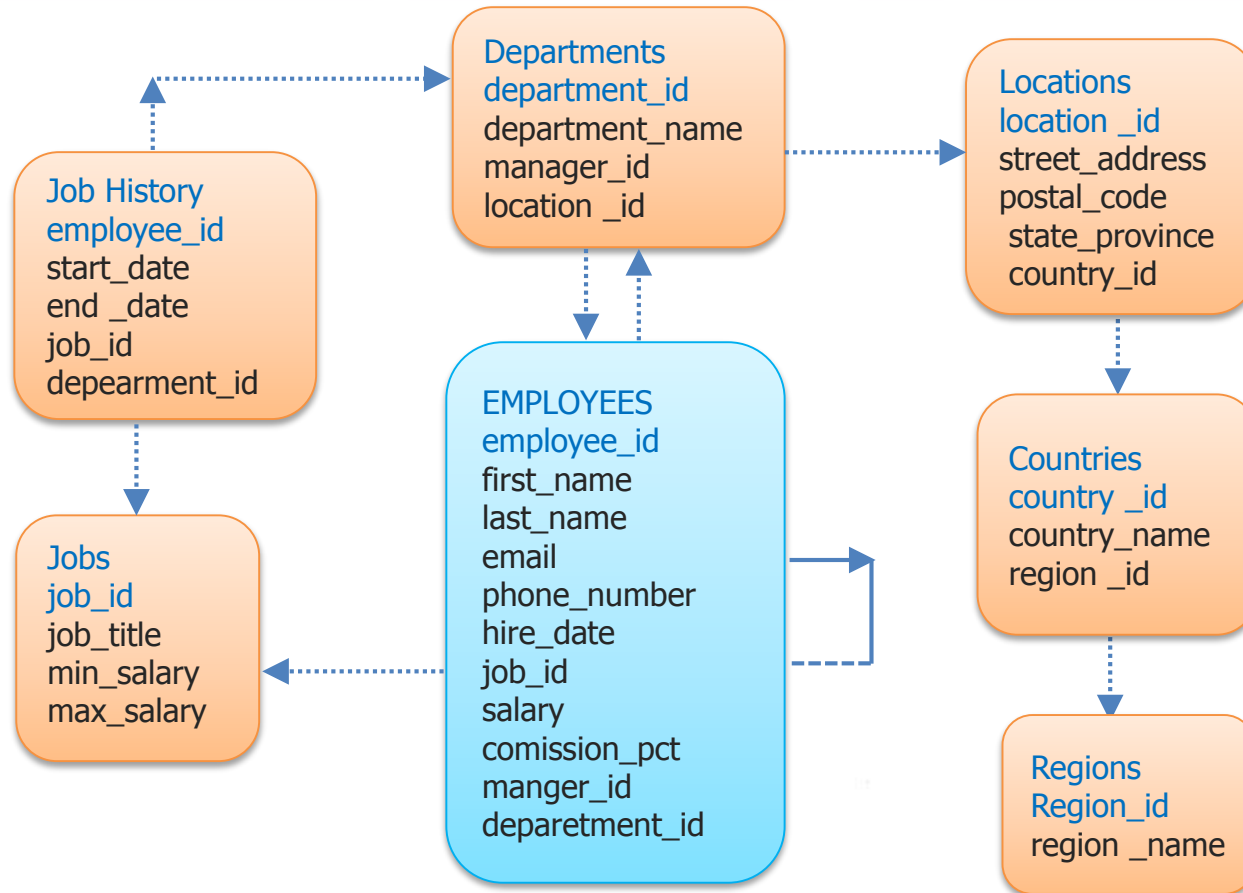 Departments
department_id
department_name
manager_id
location _id
Locations
location _id
street_address
postal_code
state_province
country_id
Job History
employee_id
start_date
end _date
job_id
depearment_id
EMPLOYEES
employee_id
first_name
last_name
email
phone_number
hire_date
job_id
salary
comission_pct
manger_id
deparetment_id
Countries
country _id
country_name
region _id
Jobs
job_id
job_title
min_salary
max_salary
Regions
Region_id
region _name